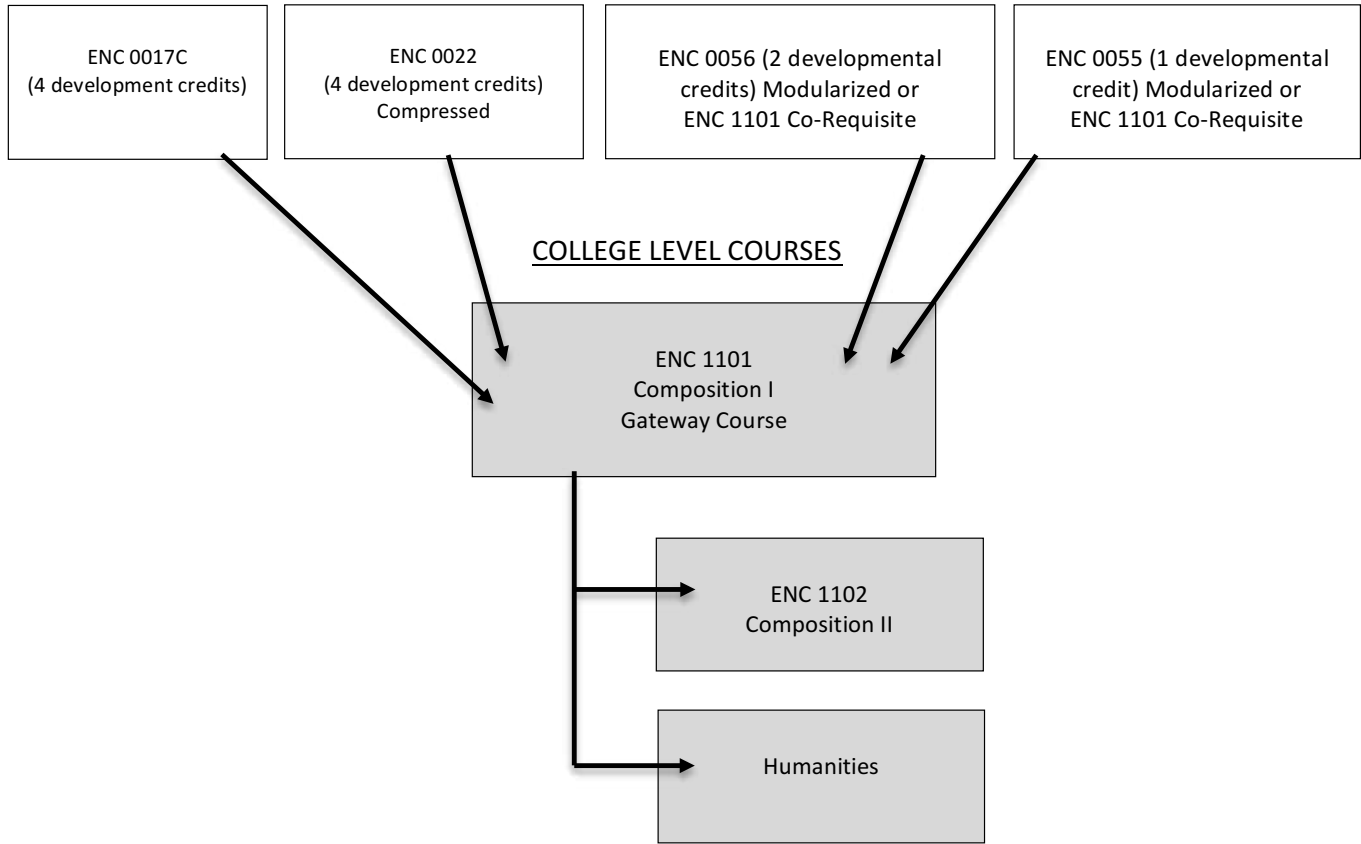 ENC 0017C
(4 development credits)
ENC 0022
(4 development credits)
Compressed
ENC 0056 (2 developmental
credits) Modularized or
ENC 1101 Co-Requisite
ENC 0055 (1 developmental
credit) Modularized or
ENC 1101 Co-Requisite
COLLEGE LEVEL COURSES
ENC 1101
Composition I
Gateway Course
ENC 1102
Composition II
Humanities